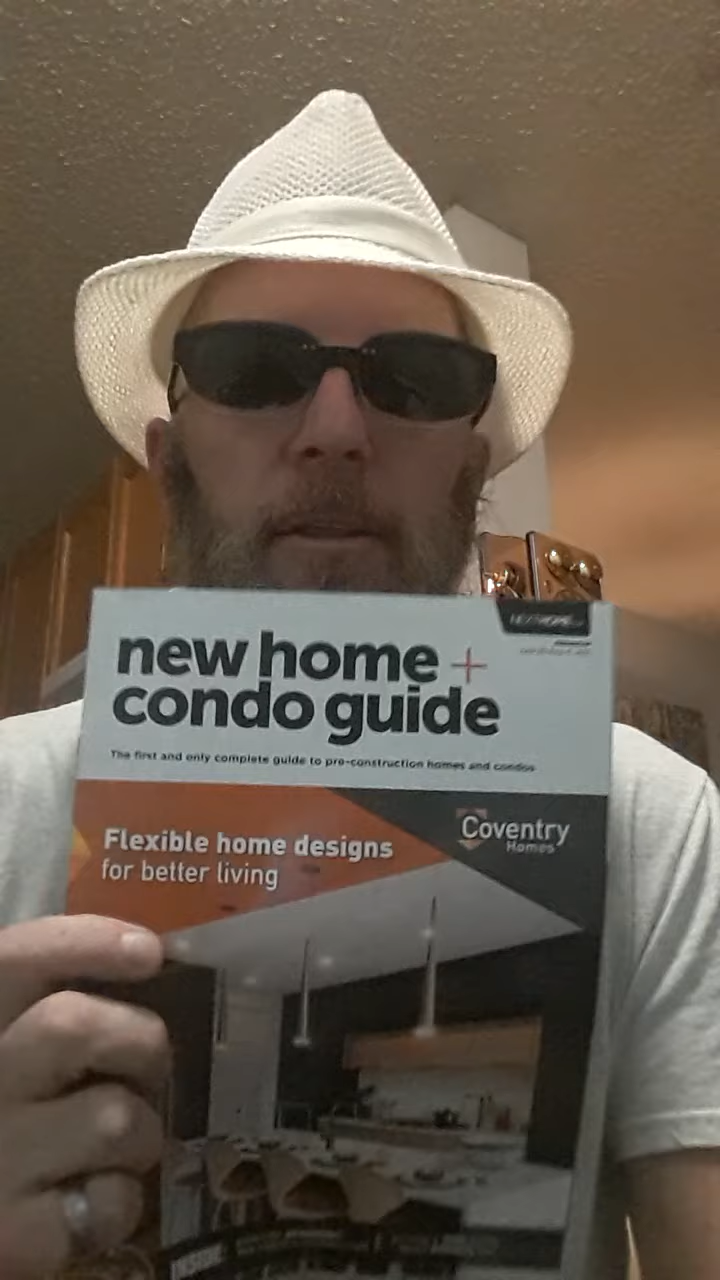 new home +
condo guide
The first and only complete guide to pre-construction homes and condos
Flexible home designs
for better living
Coventry
Homes
INSIDE: